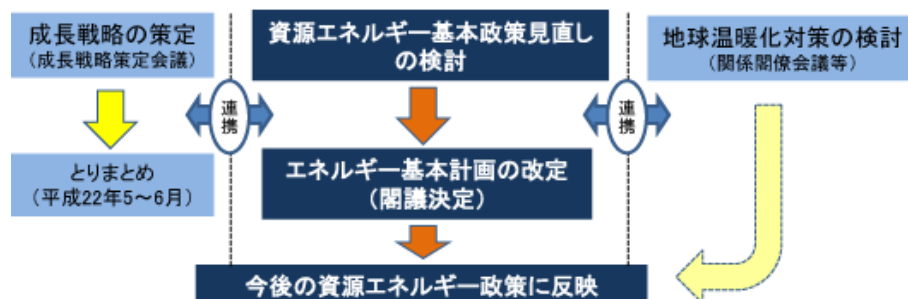 成長戦略の策定
（成長戦略策定会議）
資源エネルギー基本政策見直し
の検討
地球温暖化対策の検討
（関係閣僚会議等）
連携
連携
とりまとめ
（平成22年5～6月）
エネルギー基本計画の改定
（閣議決定）
今後の資源エネルギー政策に反映